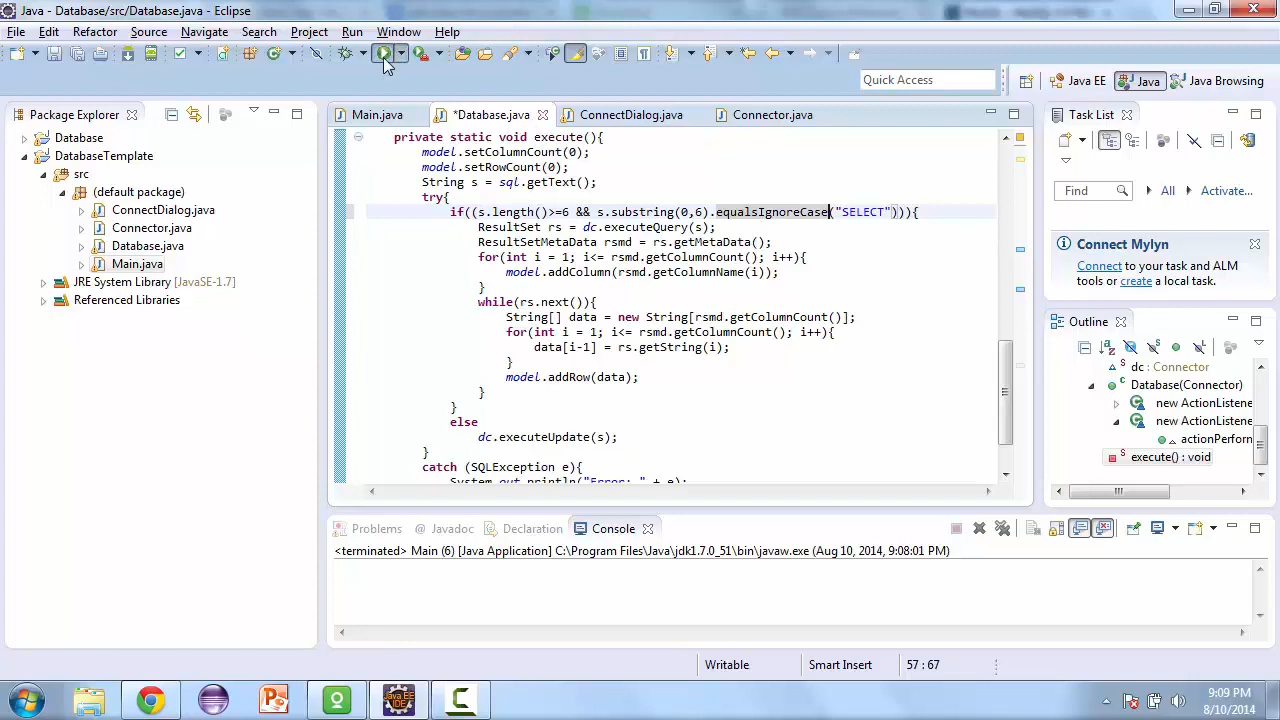 Java - Database/src/Database.java - Eclipse
File Edit Refactor Source Navigate Search Project Run Window Help
Quick Access
Java EE
Java
Java Browsing
Package Explorer
Database
DatabaseTemplate
src
(default package)
ConnectDialog.java
Connector.java
Database.java
Main.java
JRE System Library [JavaSE-1.7]
Referenced Libraries
Main.java
*Database.java
ConnectDialog.java
Connector.java
private static void execute(){
model.setColumnCount(0);
model.setRowCount(0);
String s = sql.getText();
try{
if((s.length()>=6 && s.substring(0,6).equalsIgnoreCase("SELECT"))){
ResultSet rs = dc.executeQuery(s);
ResultSetMetaData rsmd = rs.getMetaData();
for(int i = 1; i<= rsmd.getColumnCount(); i++){
model.addColumn(rsmd.getColumnName(i));
}
while(rs.next()){
String[] data = new String[rsmd.getColumnCount()];
for(int i = 1; i<= rsmd.getColumnCount(); i++){
data[i-1] = rs.getString(i);
}
model.addRow(data);
}
}
else
dc.executeUpdate(s);
}
catch (SQLException e){
System.out.println("Error: " + e);
Task List
Find
All
Activate...
Connect Mylyn
Connect to your task and ALM
tools or create a local task.
Outline
dc : Connector
Database(Connector)
new ActionListene
new ActionListene
actionPerforn
execute() : void
Problems
@ Javadoc
Declaration
Console
<terminated> Main (6) [Java Application] C:\Program Files\Java\jdk1.7.0_51\bin\javaw.exe (Aug 10, 2014, 9:08:01 PM)
Writable
Smart Insert
57 : 67
Java EE
IDE
9:09 PM
8/10/2014